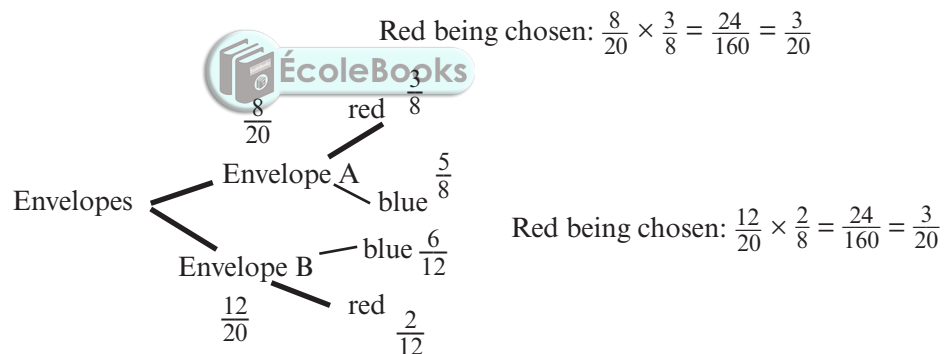 Red being chosen: 8/20 × 3/8 = 24/160 = 3/20
ÉcoleBooks
8/20
red 3/8
Envelope A
5/8
blue
Envelopes
Red being chosen: 12/20 × 2/8 = 24/160 = 3/20
blue 6/12
Envelope B
12/20
red 2/12